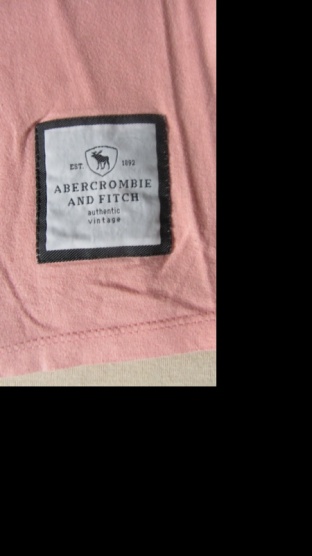 EST. 1892
ABERCROMBIE
AND FITCH
authentic
vintage